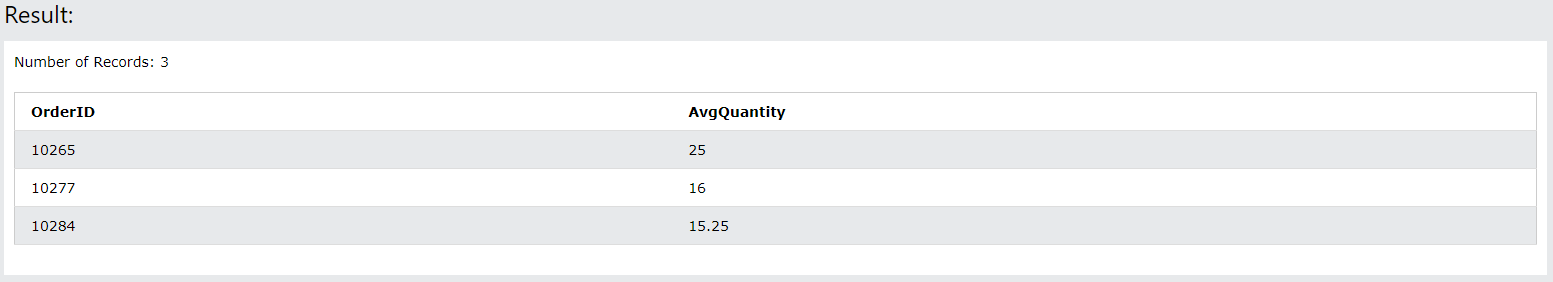 Result:
Number of Records: 3
OrderID AvgQuantity
10265 25
10277 16
10284 15.25